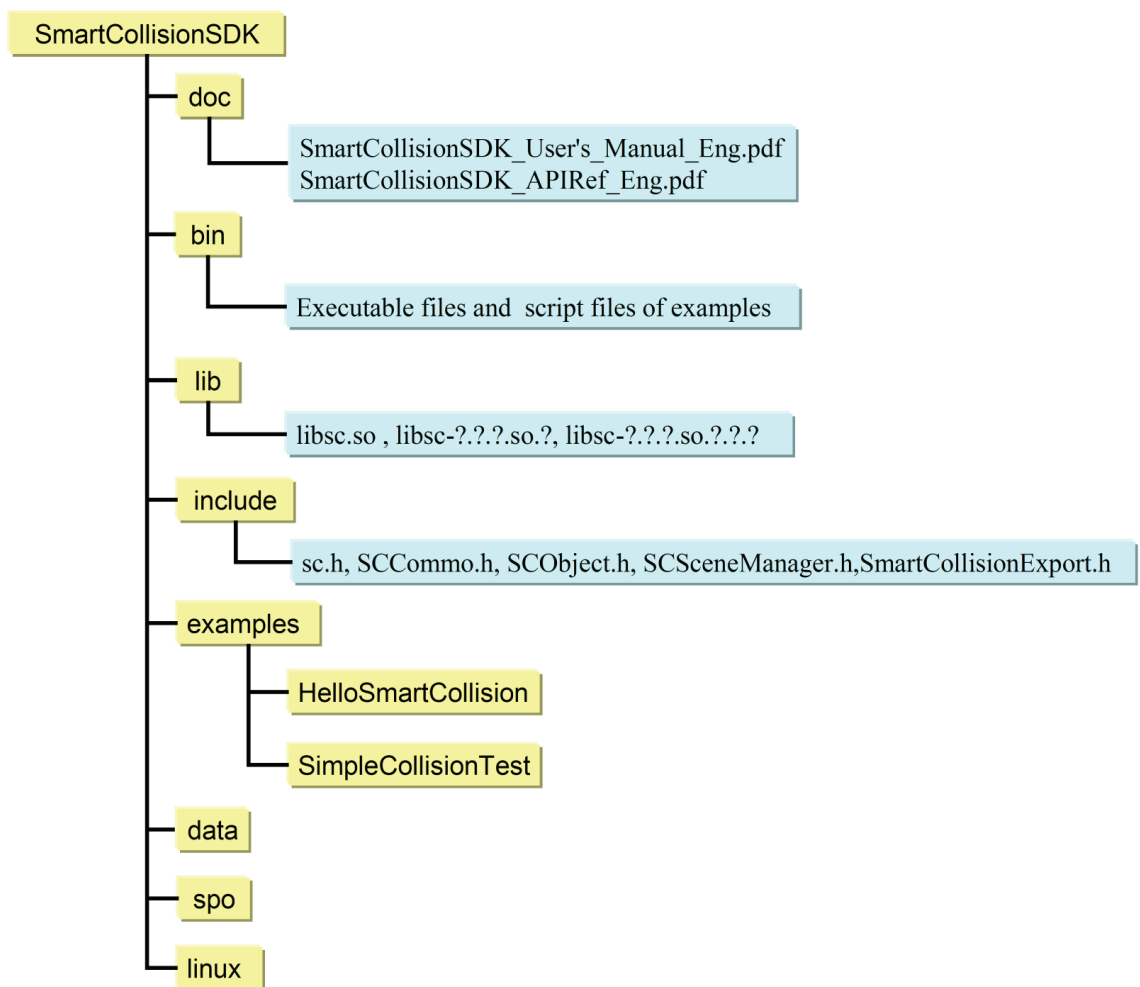 SmartCollisionSDK
doc
SmartCollisionSDK_User's_Manual_Eng.pdf
SmartCollisionSDK_APIRef_Eng.pdf
bin
Executable files and  script files of examples
lib
libsc.so , libsc-?.?.?.so.?, libsc-?.?.?.so.?.?.?
include
sc.h, SCCommo.h, SCObject.h, SCSceneManager.h,SmartCollisionExport.h
examples
HelloSmartCollision
SimpleCollisionTest
data
spo
linux